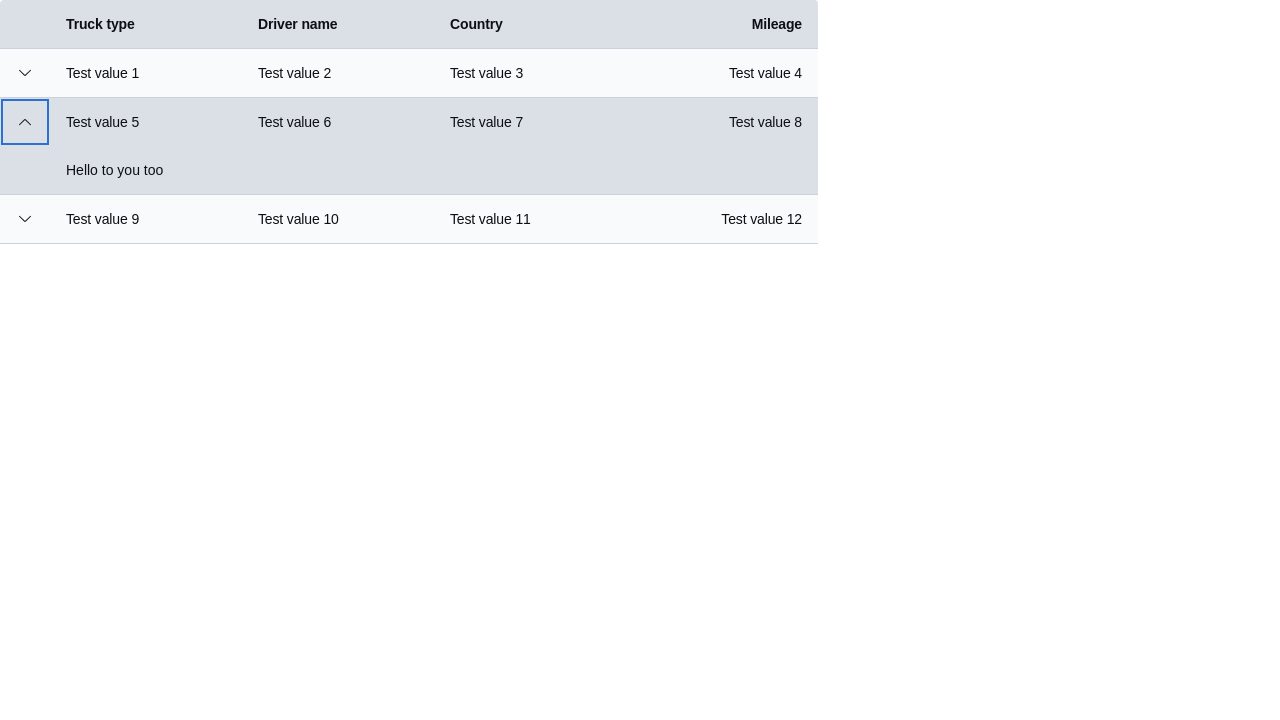 Truck type Driver name Country Mileage
Test value 1 Test value 2 Test value 3 Test value 4
Test value 5 Test value 6 Test value 7 Test value 8
Hello to you too
Test value 9 Test value 10 Test value 11 Test value 12